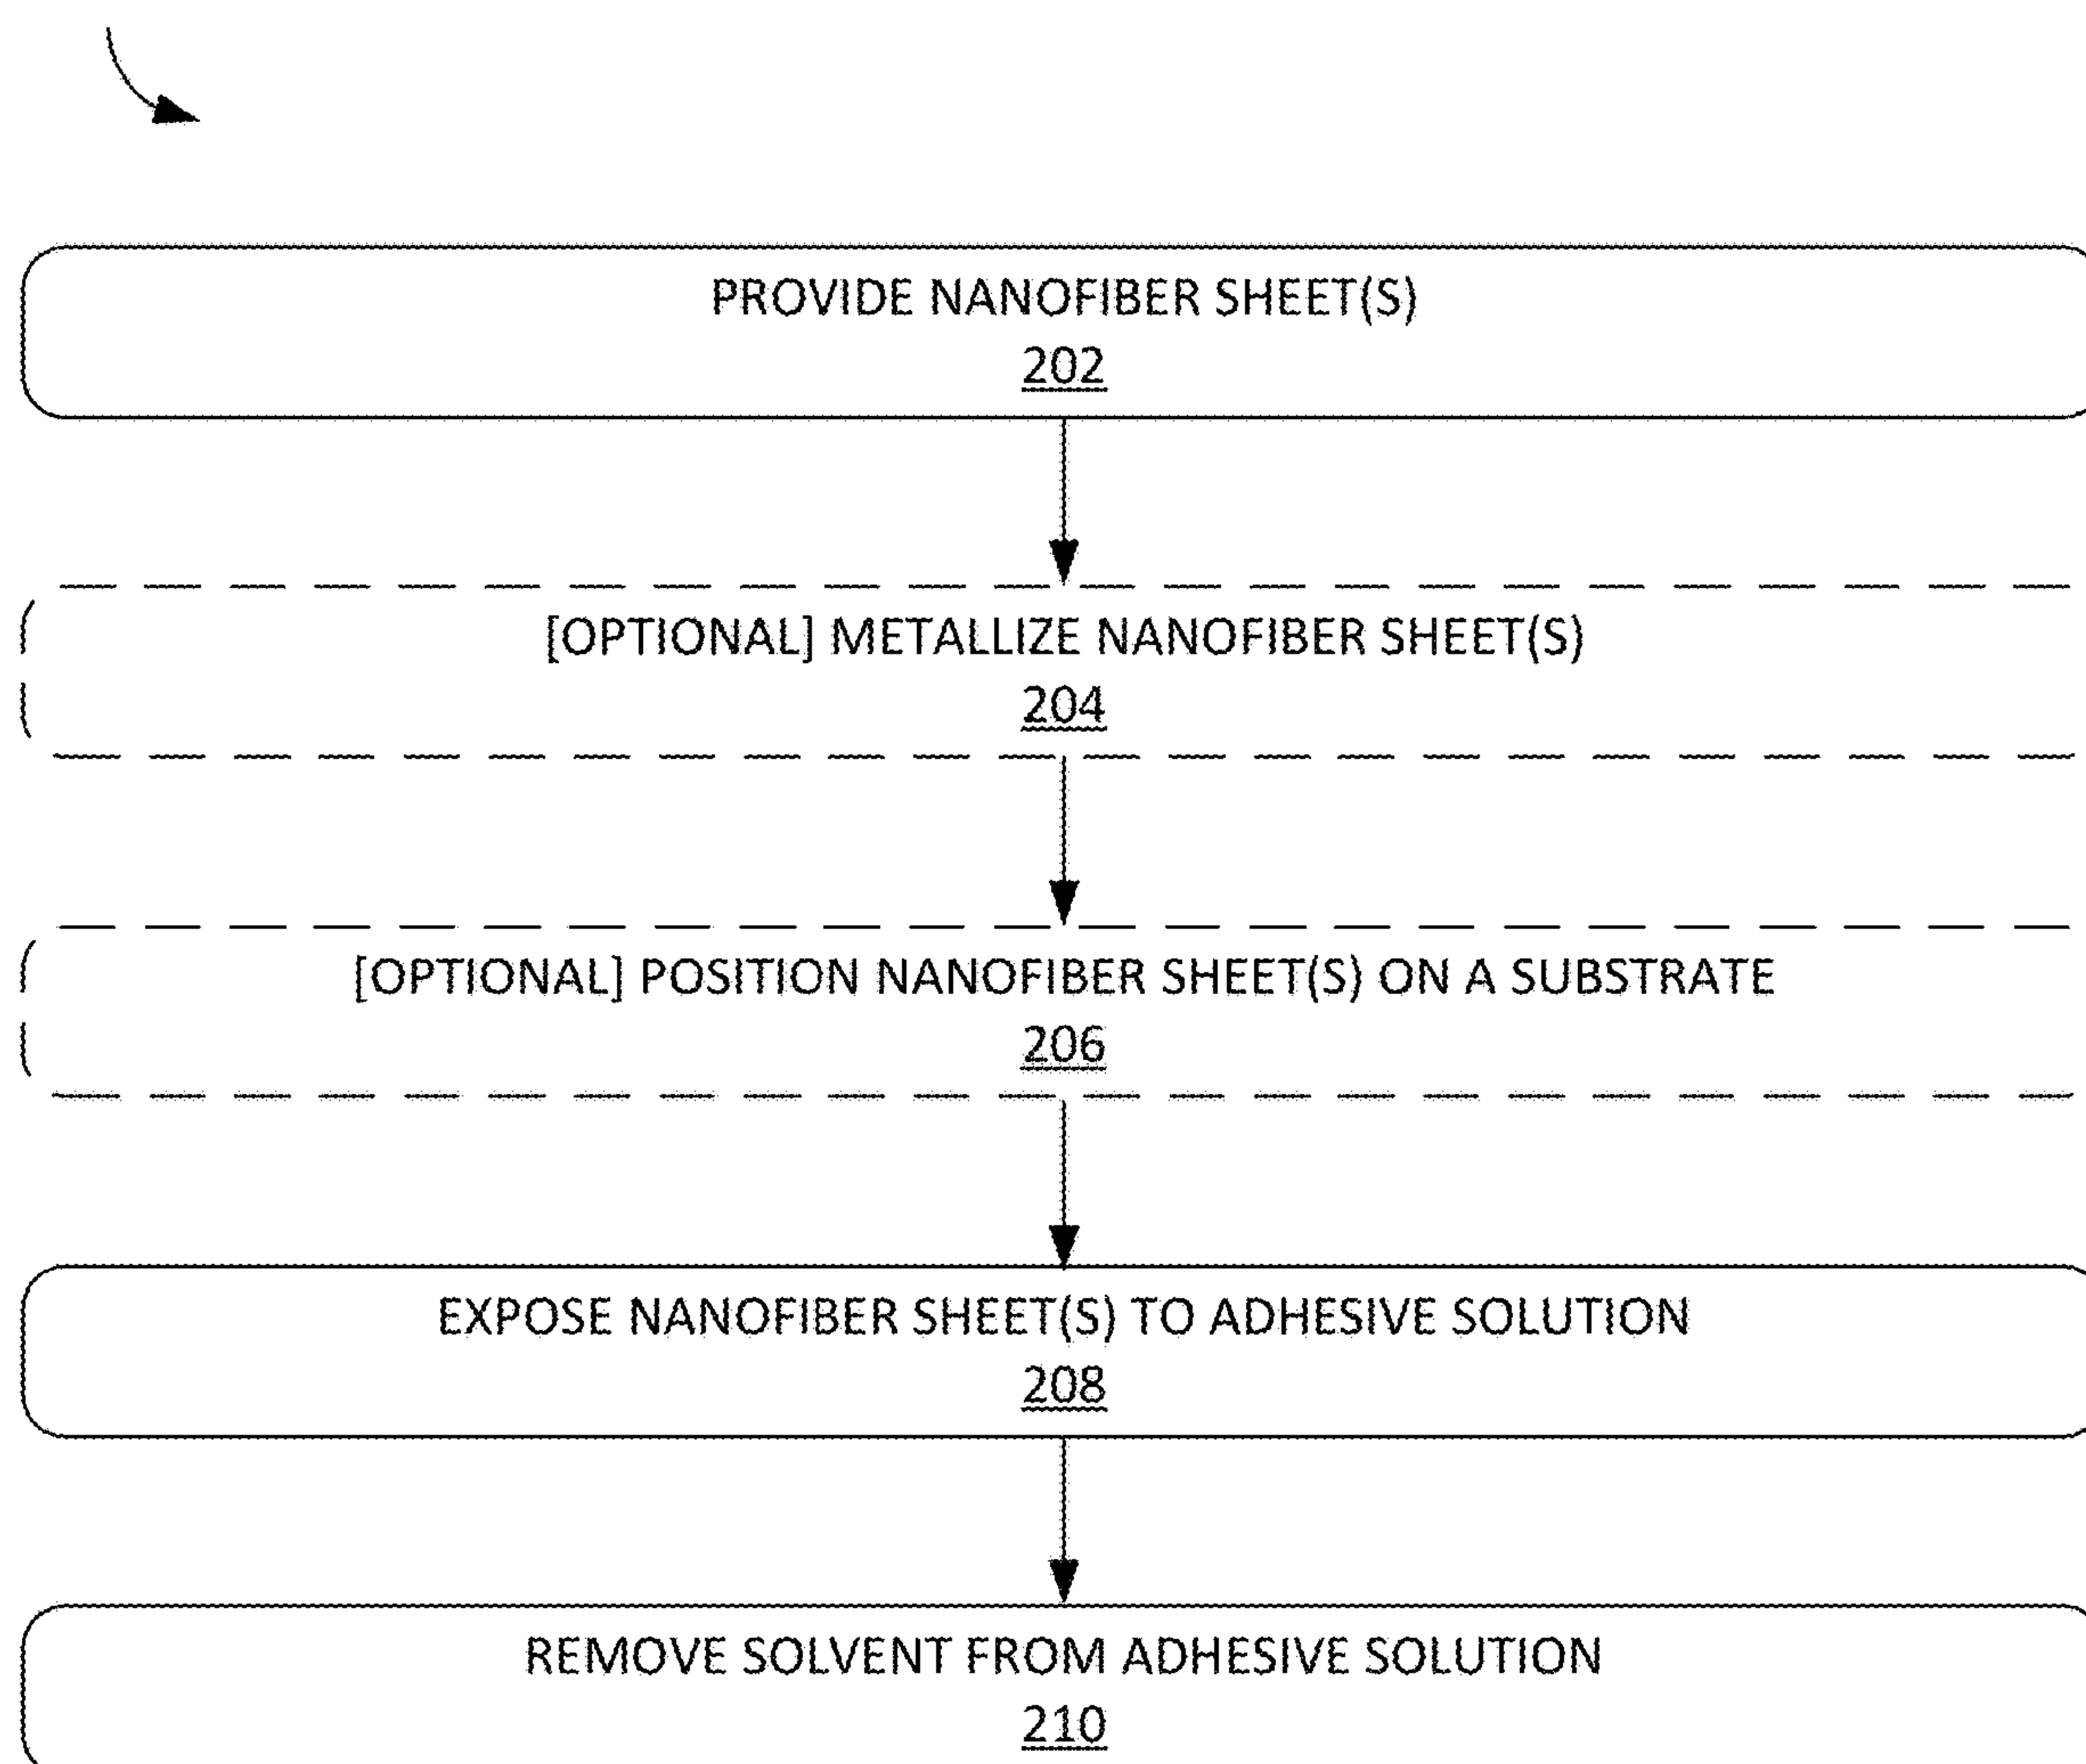 PROVIDE NANOFIBER SHEET(S)
202
[OPTIONAL] METALLIZE NANOFIBER SHEET(S)
204
[OPTIONAL] POSITION NANOFIBER SHEET(S) ON A SUBSTRATE
206
EXPOSE NANOFIBER SHEET(S) TO ADHESIVE SOLUTION
208
REMOVE SOLVENT FROM ADHESIVE SOLUTION
210